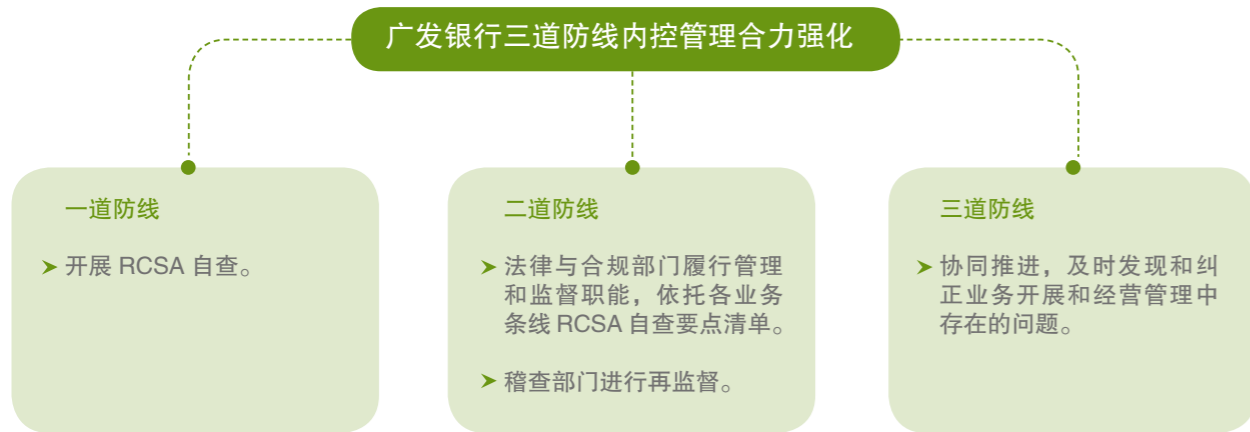 广发银行三道防线内控管理合力强化
一道防线
开展 RCSA 自查。
二道防线
法律与合规部门履行管理
和监督职能，依托各业务
条线 RCSA 自查要点清单。
稽查部门进行再监督。
三道防线
协同推进，及时发现和纠
正业务开展和经营管理中
存在的问题。